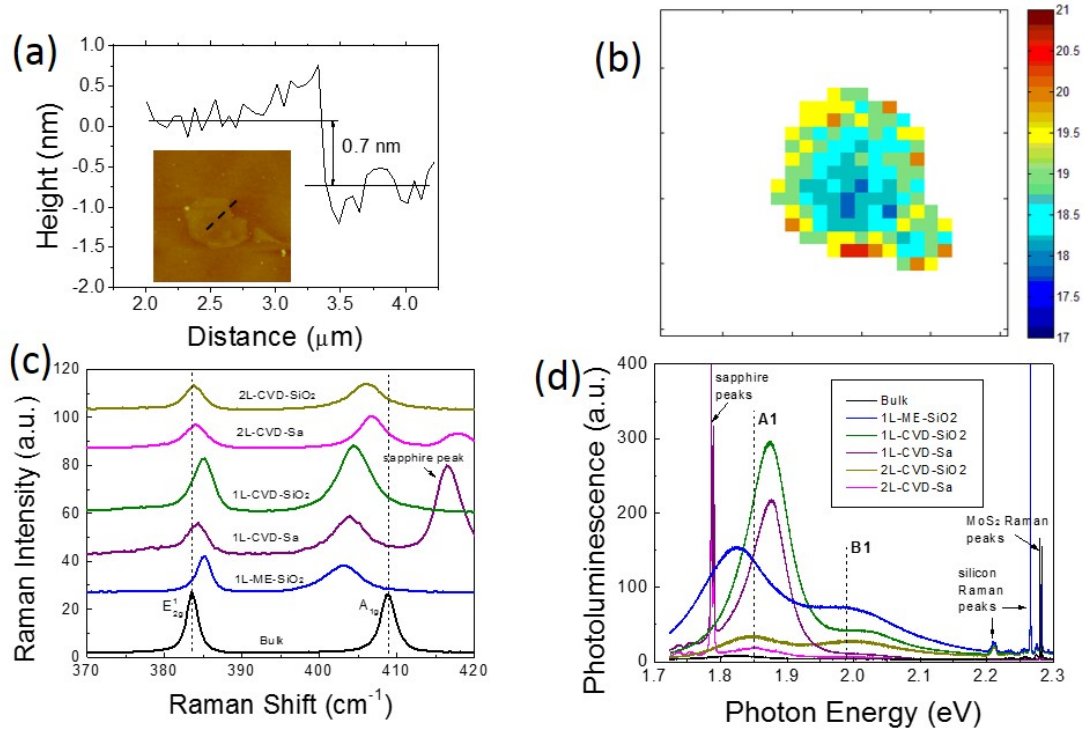 (a)
1.0
0.5
0.0
-0.5
-1.0
-1.5
-2.0
Height (nm)
0.7 nm
2.0 2.5 3.0 3.5 4.0
Distance (μm)
(b)
21
20.5
20
19.5
19
18.5
18
17.5
17
(c)
120
100
80
60
40
20
0
Raman Intensity (a.u.)
2L-CVD-SiO₂
2L-CVD-Sa
sapphire peak
1L-CVD-SiO₂
1L-CVD-Sa
1L-ME-SiO₂
E¹₂g
A₁g
Bulk
370 380 390 400 410 420
Raman Shift (cm⁻¹)
(d)
400
300
200
100
50
0
Photoluminescence (a.u.)
sapphire
peaks
A1
Bulk
1L-ME-SiO2
1L-CVD-SiO2
1L-CVD-Sa
2L-CVD-SiO2
2L-CVD-Sa
B1
MoS₂ Raman
peaks
silicon
Raman
peaks
1.7 1.8 1.9 2.0 2.1 2.2 2.3
Photon Energy (eV)